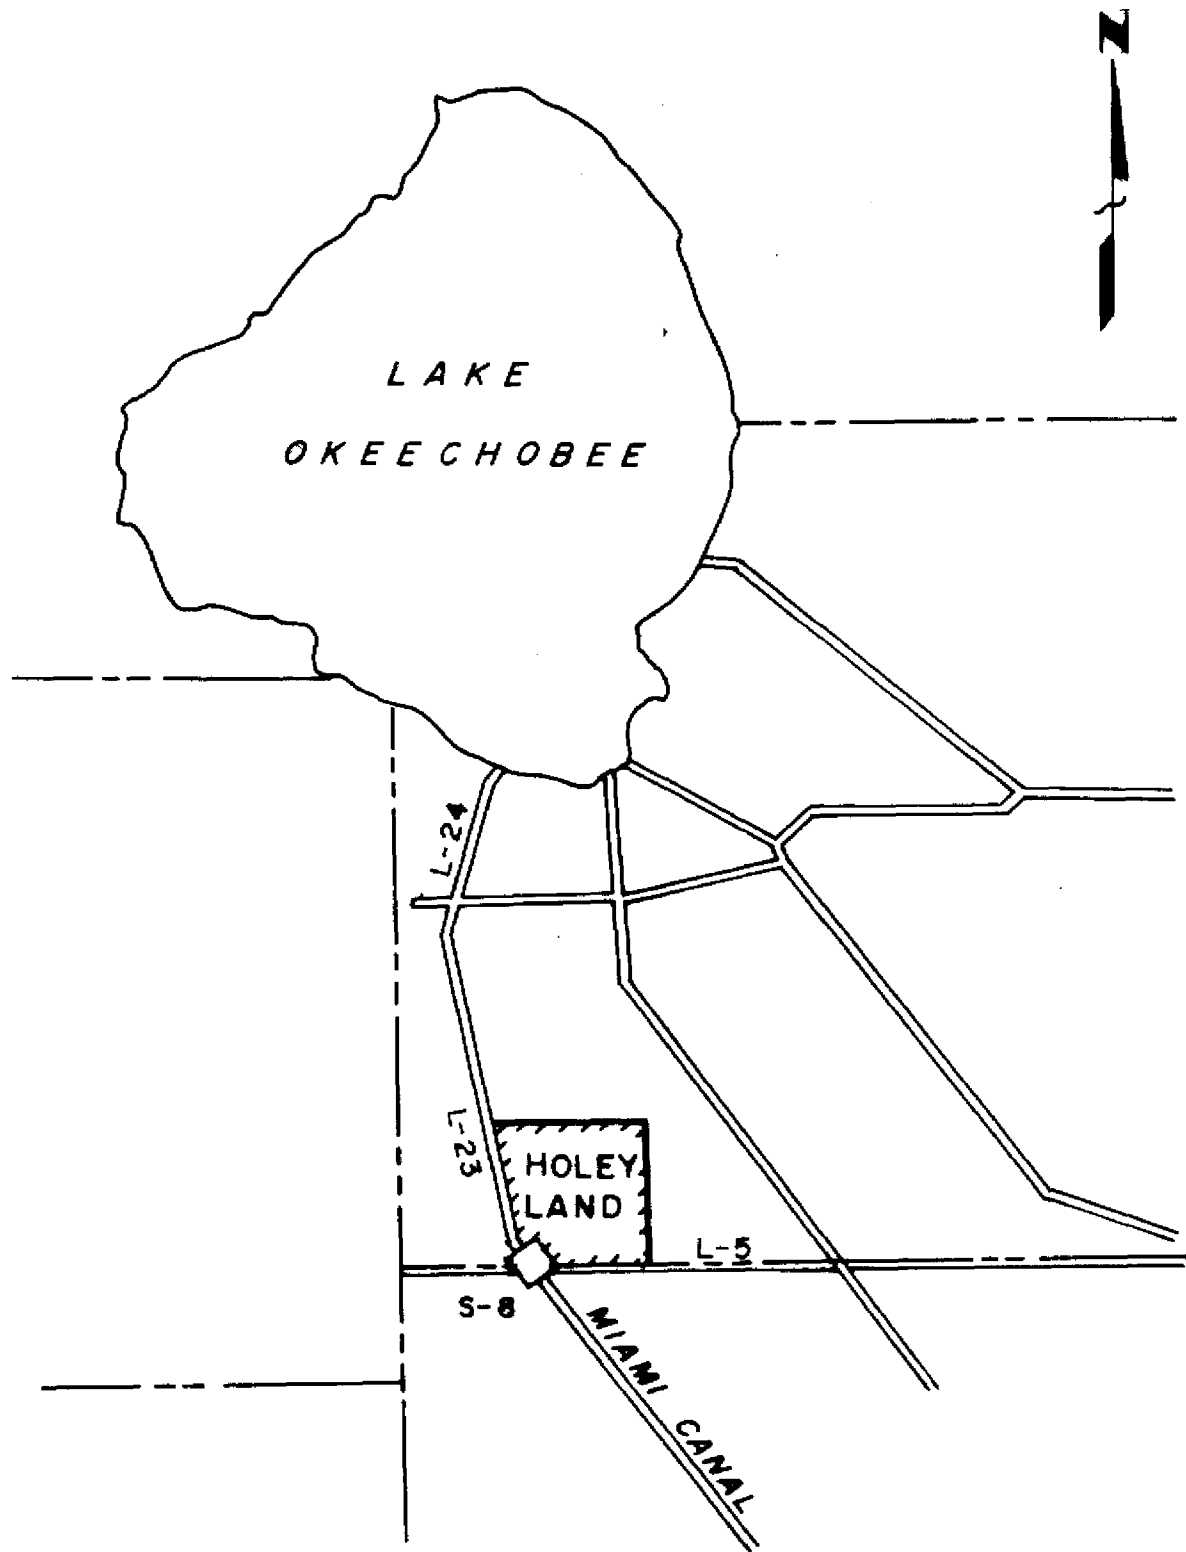 N
LAKE
OKEECHOBEE
L-24
L-23
HOLEY
LAND
L-5
S-8
MIAMI CANAL